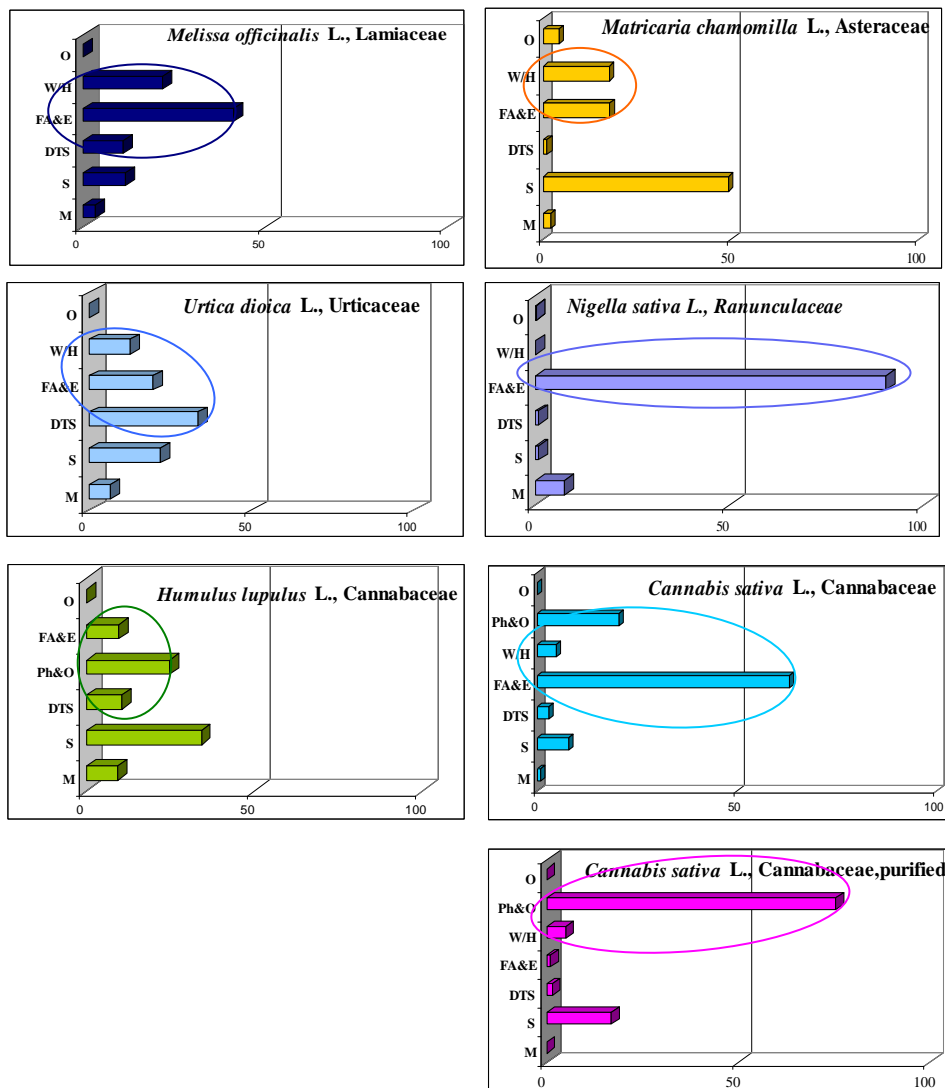 Melissa officinalis L., Lamiaceae
O
W/H
FA&E
DTS
S
M
0 50 100
Matricaria chamomilla L., Asteraceae
O
W/H
FA&E
DTS
S
M
0 50 100
Urtica dioica L., Urticaceae
O
W/H
FA&E
DTS
S
M
0 50 100
Nigella sativa L., Ranunculaceae
O
W/H
FA&E
DTS
S
M
0 50 100
Humulus lupulus L., Cannabaceae
O
FA&E
Ph&O
DTS
S
M
0 50 100
Cannabis sativa L., Cannabaceae
O
Ph&O
W/H
FA&E
DTS
S
M
0 50 100
Cannabis sativa L., Cannabaceae,purified
O
Ph&O
W/H
FA&E
DTS
S
M
0 50 100